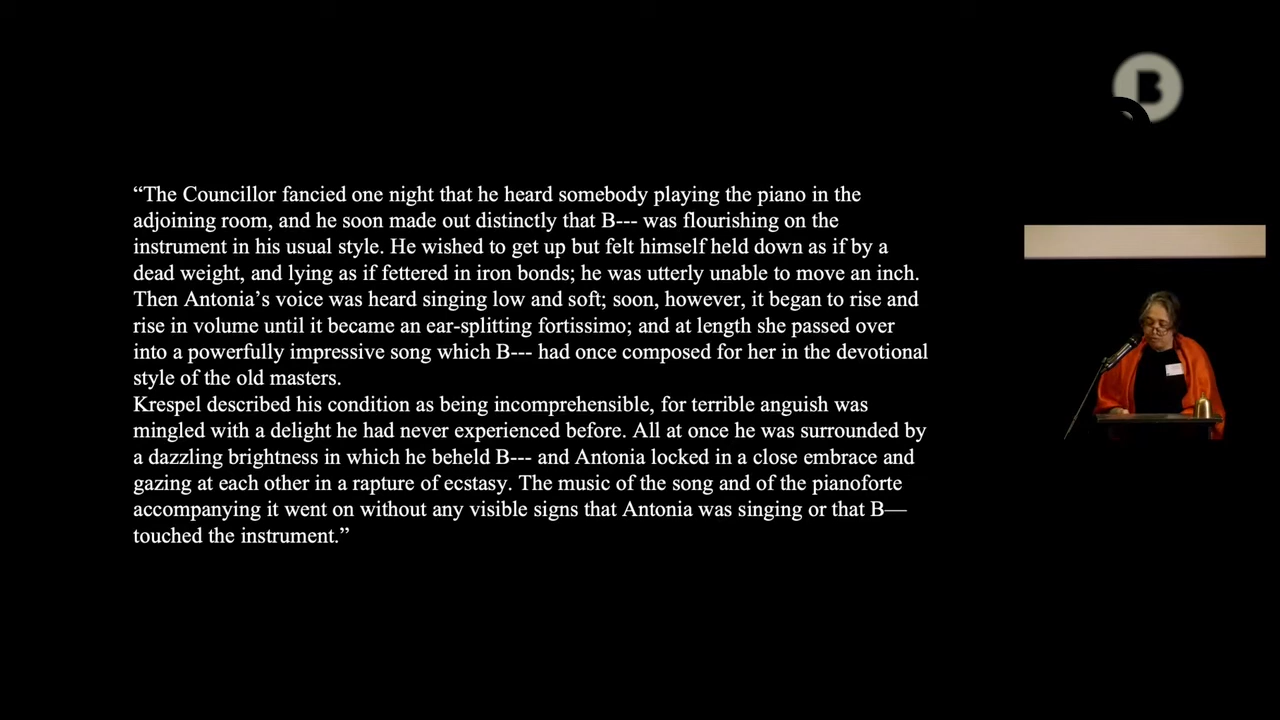 B
“The Councillor fancied one night that he heard somebody playing the piano in the
adjoining room, and he soon made out distinctly that B--- was flourishing on the
instrument in his usual style. He wished to get up but felt himself held down as if by a
dead weight, and lying as if fettered in iron bonds; he was utterly unable to move an inch.
Then Antonia’s voice was heard singing low and soft; soon, however, it began to rise and
rise in volume until it became an ear-splitting fortissimo; and at length she passed over
into a powerfully impressive song which B--- had once composed for her in the devotional
style of the old masters.
Krespel described his condition as being incomprehensible, for terrible anguish was
mingled with a delight he had never experienced before. All at once he was surrounded by
a dazzling brightness in which he beheld B--- and Antonia locked in a close embrace and
gazing at each other in a rapture of ecstasy. The music of the song and of the pianoforte
accompanying it went on without any visible signs that Antonia was singing or that B—
touched the instrument.”